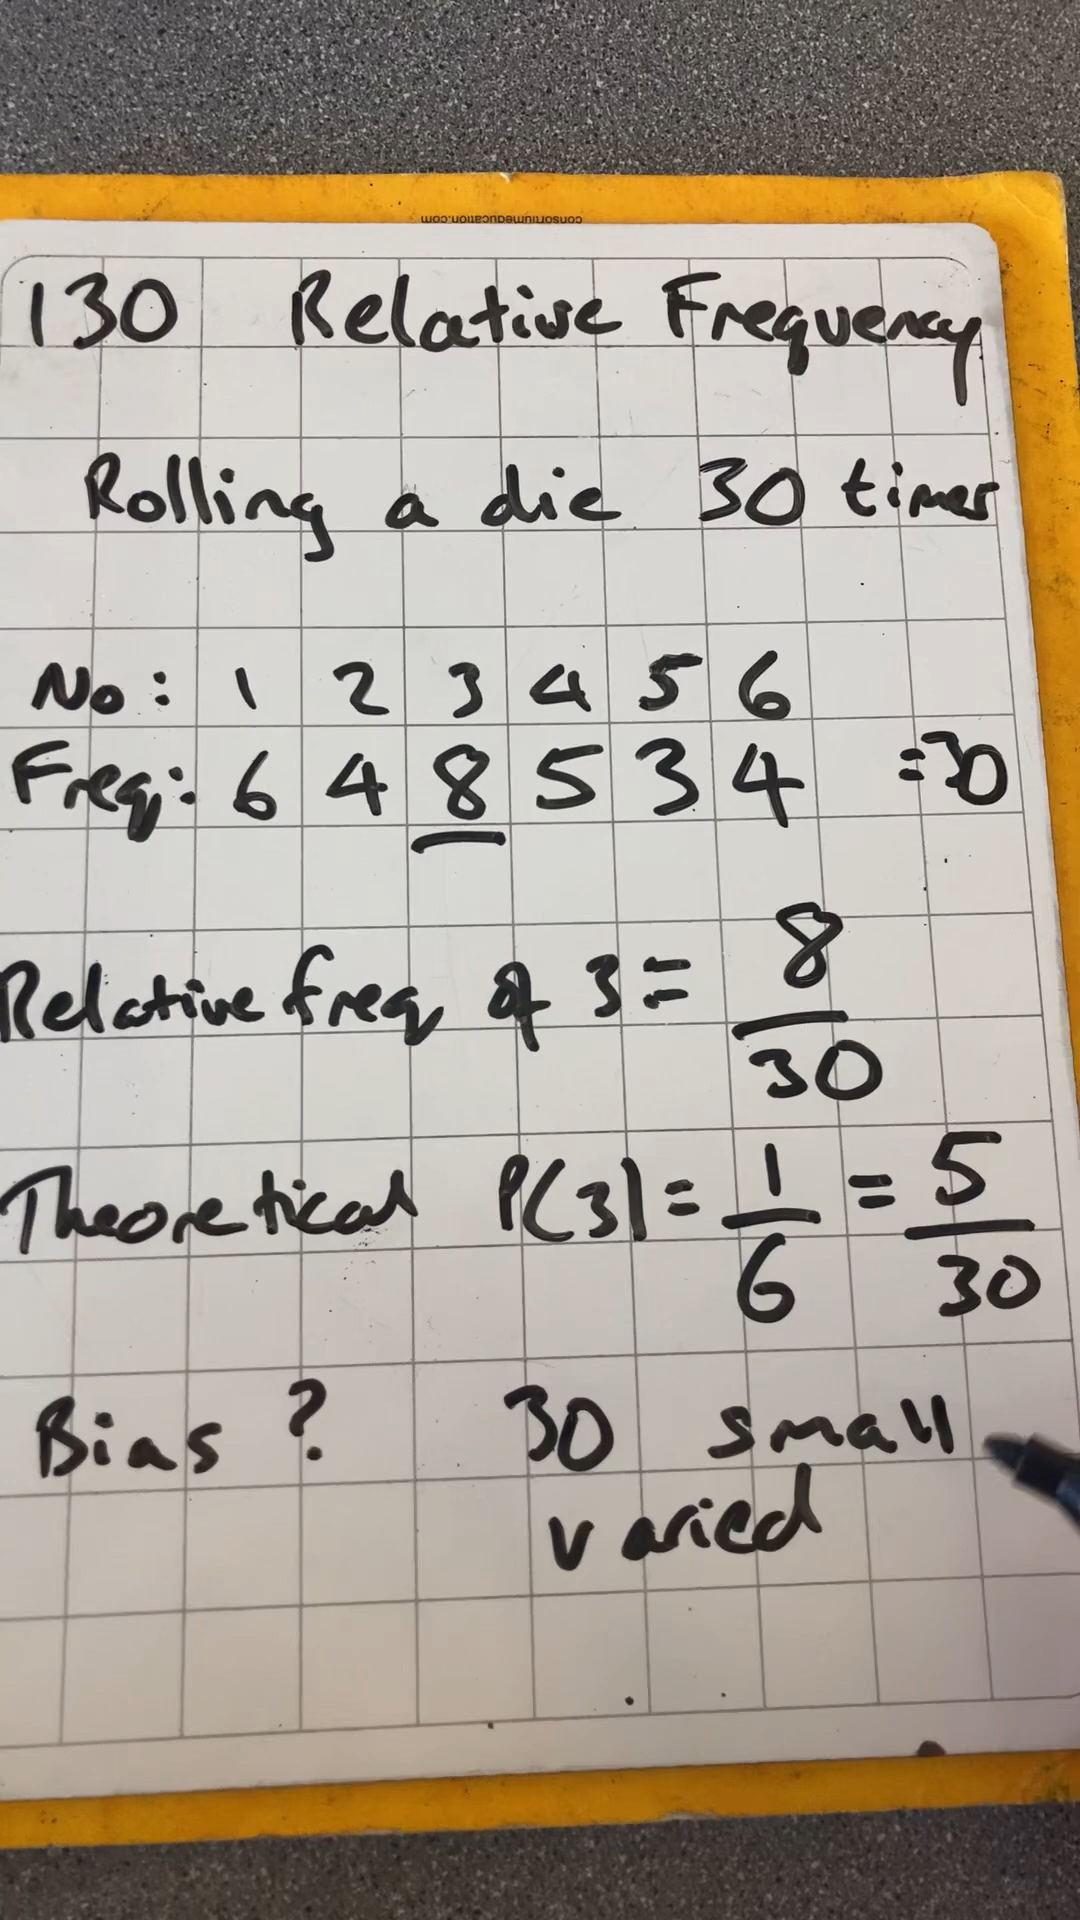 consortiumeducation.com
130 Relative Frequency
Rolling a die 30 times
No: 1 2 3 4 5 6
Freq: 6 4 8 5 3 4 =30
Relative freq of 3 = 8/30
Theoretical P(3) = 1/6 = 5/30
Bias? 30 small
varied